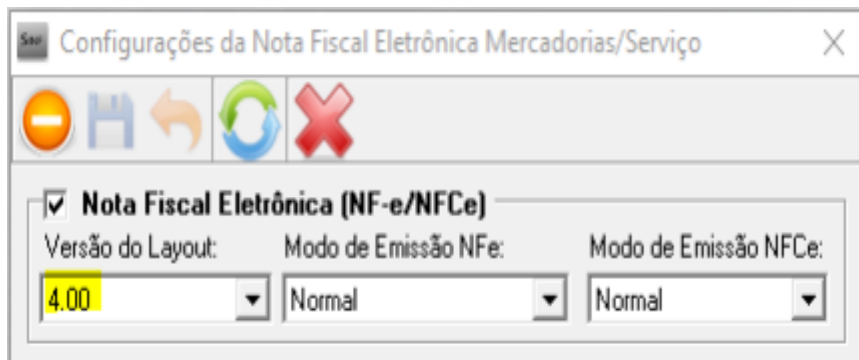 Configurações da Nota Fiscal Eletrônica Mercadorias/Serviço
Nota Fiscal Eletrônica (NF-e/NFCe)
Versão do Layout: Modo de Emissão NFe: Modo de Emissão NFCe:
4.00 Normal Normal